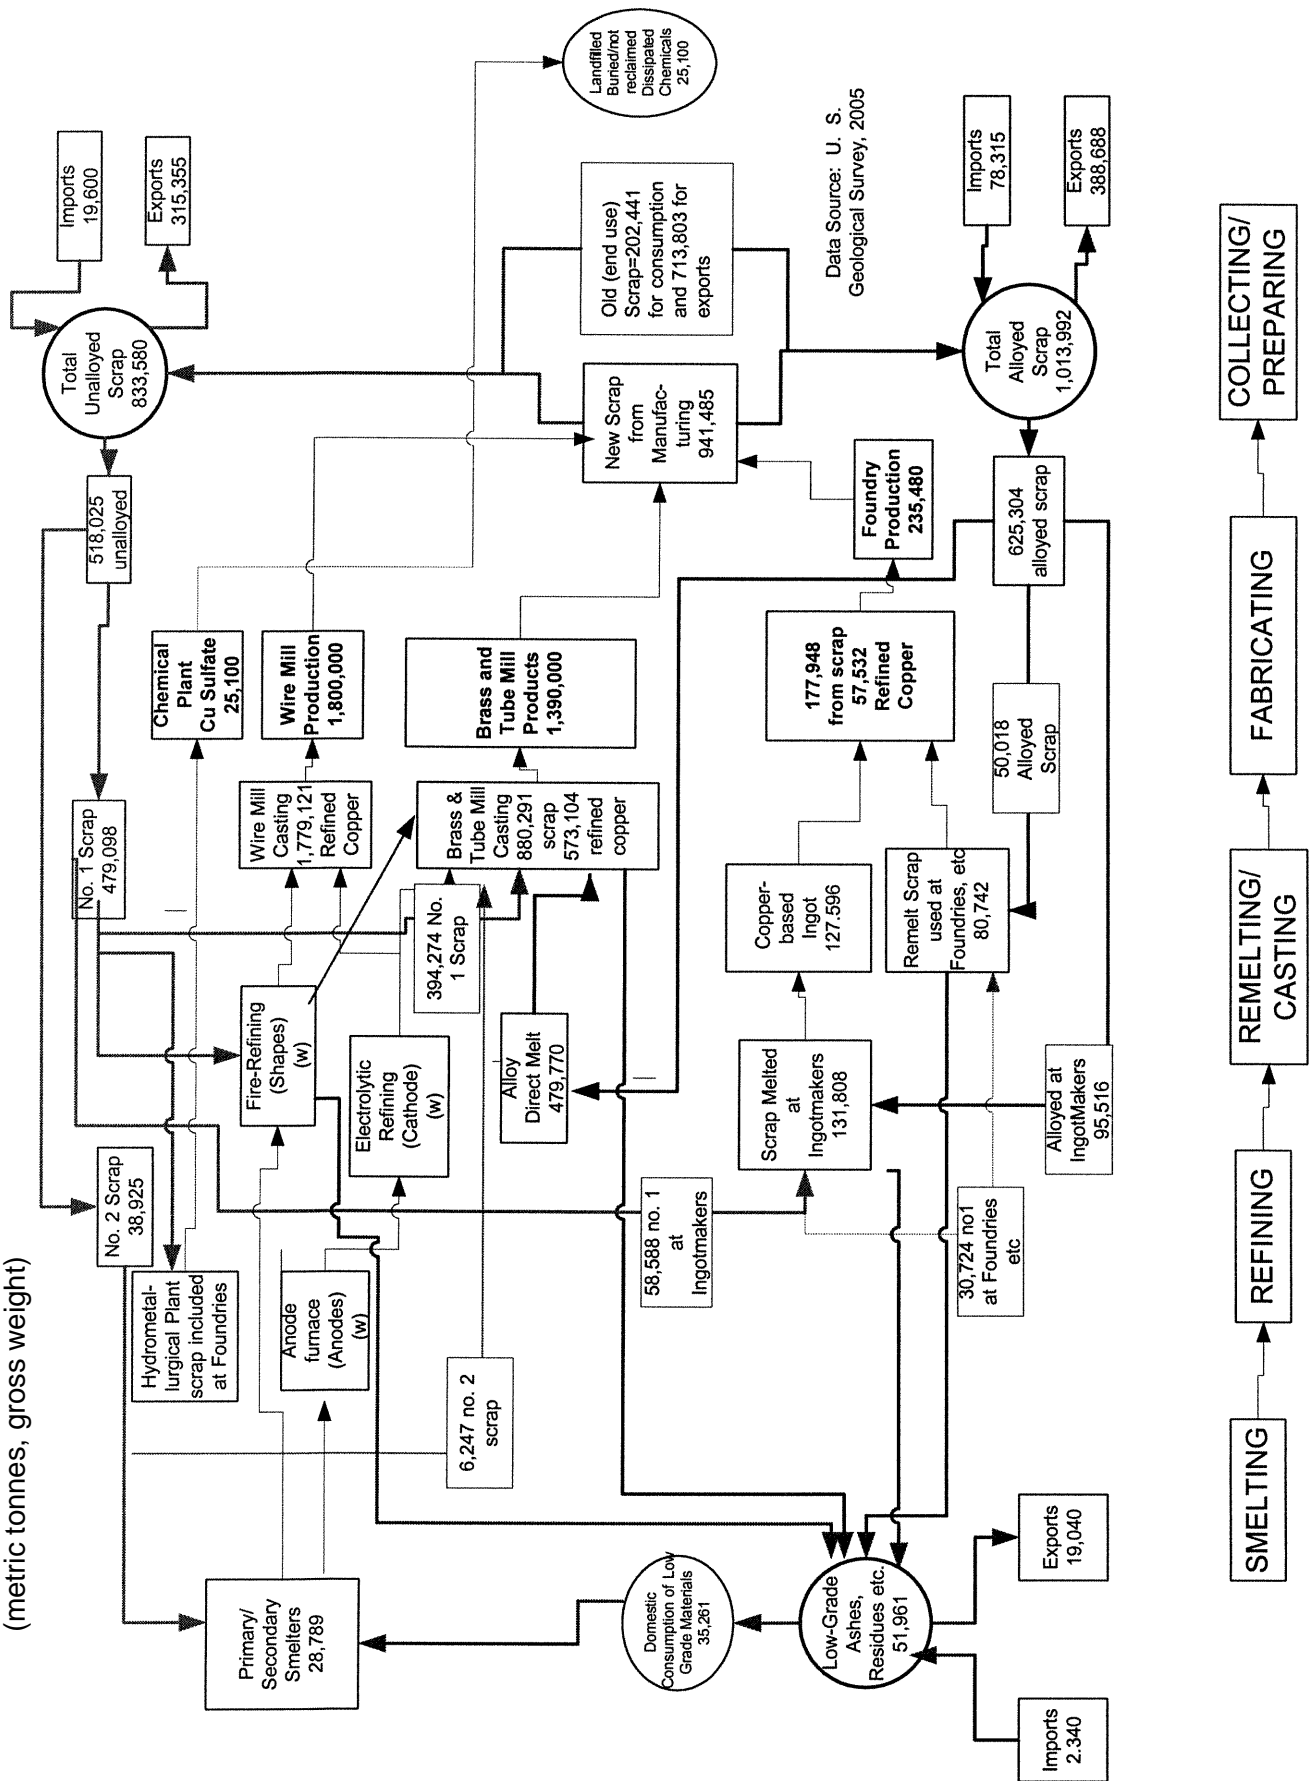 (metric tonnes, gross weight)
Primary/
Secondary
Smelters
28,789
No. 2 Scrap
38,925
Hydrometal-
lurgical Plant
scrap included
at Foundries
Anode
furnace
(Anodes)
(w)
6,247 no. 2
scrap
Fire-Refining
(Shapes)
(w)
Electrolytic
Refining
(Cathode)
(w)
No. 1 Scrap
479,098
394,274 No.
1 Scrap
Alloy
Direct Melt
479,770
518,025
unalloyed
Total
Unalloyed
Scrap
833,580
Imports
19,600
Exports
315,355
Chemical
Plant
Cu Sulfate
25,100
Wire Mill
Production
1,800,000
Wire Mill
Casting
1,779,121
Refined
Copper
Brass and
Tube Mill
Products
1,390,000
Brass &
Tube Mill
Casting
880,291
scrap
573,104
refined
copper
Landfilled
Buried/not
reclaimed
Dissipated
Chemicals
25,100
Old (end use)
Scrap=202,441
for consumption
and 713,803 for
exports
New Scrap
from
Manufac-
turing
941,485
Data Source: U. S.
Geological Survey, 2005
Domestic
Consumption of Low
Grade Materials
35,261
Low-Grade
Ashes,
Residues etc.
51,961
Imports
2.340
Exports
19,040
58,588 no. 1
at
Ingotmakers
Scrap Melted
at
Ingotmakers
131,808
Copper-
based
Ingot
127.596
30,724 no1
at Foundries
etc
Remelt Scrap
used at
Foundries, etc
80,742
Alloyed at
IngotMakers
95,516
177,948
from scrap
57,532
Refined
Copper
50,018
Alloyed
Scrap
Foundry
Production
235,480
625,304
alloyed scrap
Total
Alloyed
Scrap
1,013,992
Imports
78,315
Exports
388,688
SMELTING
REFINING
REMELTING/
CASTING
FABRICATING
COLLECTING/
PREPARING